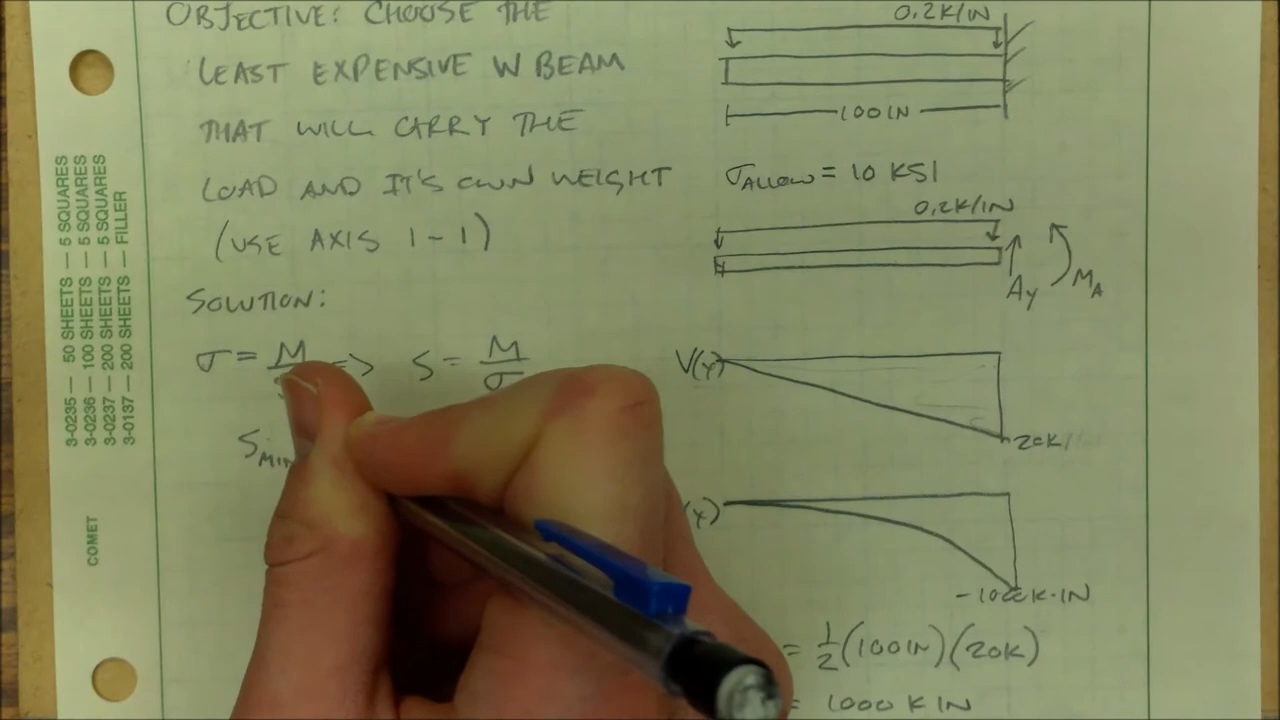 OBJECTIVE: CHOOSE THE
LEAST EXPENSIVE W BEAM
THAT WILL CARRY THE
LOAD AND IT'S OWN WEIGHT
(USE AXIS 1-1)
SOLUTION:
σ = M => S = M
σ
S MIN
0.2K/IN
100 IN
σ ALLOW = 10 KSI
0.2K/IN
Ay MA
V(Y)
-20K
(Y)
-1000K·IN
= 1/2 (100IN)(20K)
= 1000 K IN
3-0235 — 50 SHEETS — 5 SQUARES
3-0236 — 100 SHEETS — 5 SQUARES
3-0237 — 200 SHEETS — 5 SQUARES
3-0137 — 200 SHEETS — FILLER
COMET